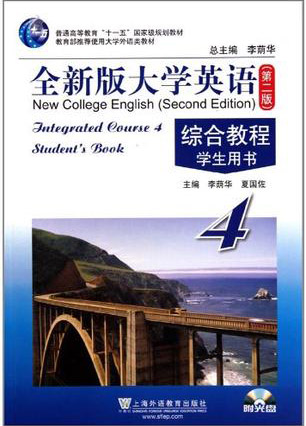 普通高等教育“十一五”国家级规划教材
教育部推荐使用大学外语类教材
总主编 李荫华
全新版大学英语
(第二版)
New College English (Second Edition)
Integrated Course 4
Student's Book
综合教程
学生用书
主编 李荫华 夏国佐
4
上海外语教育出版社
www.sflep.com
附光盘